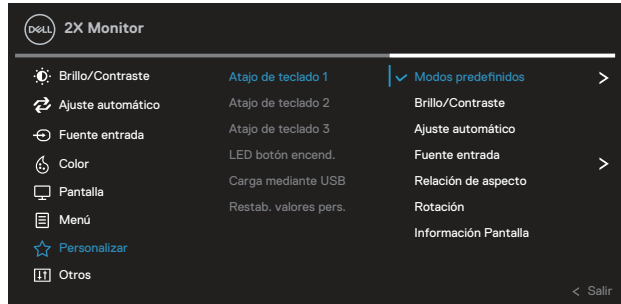 DELL 2X Monitor
Brillo/Contraste Atajo de teclado 1 Modos predefinidos >
Ajuste automático Atajo de teclado 2 Brillo/Contraste
Fuente entrada Atajo de teclado 3 Ajuste automático
Color LED botón encend. Fuente entrada >
Pantalla Carga mediante USB Relación de aspecto
Menú Restab. valores pers. Rotación
Personalizar Información Pantalla
Otros
< Salir